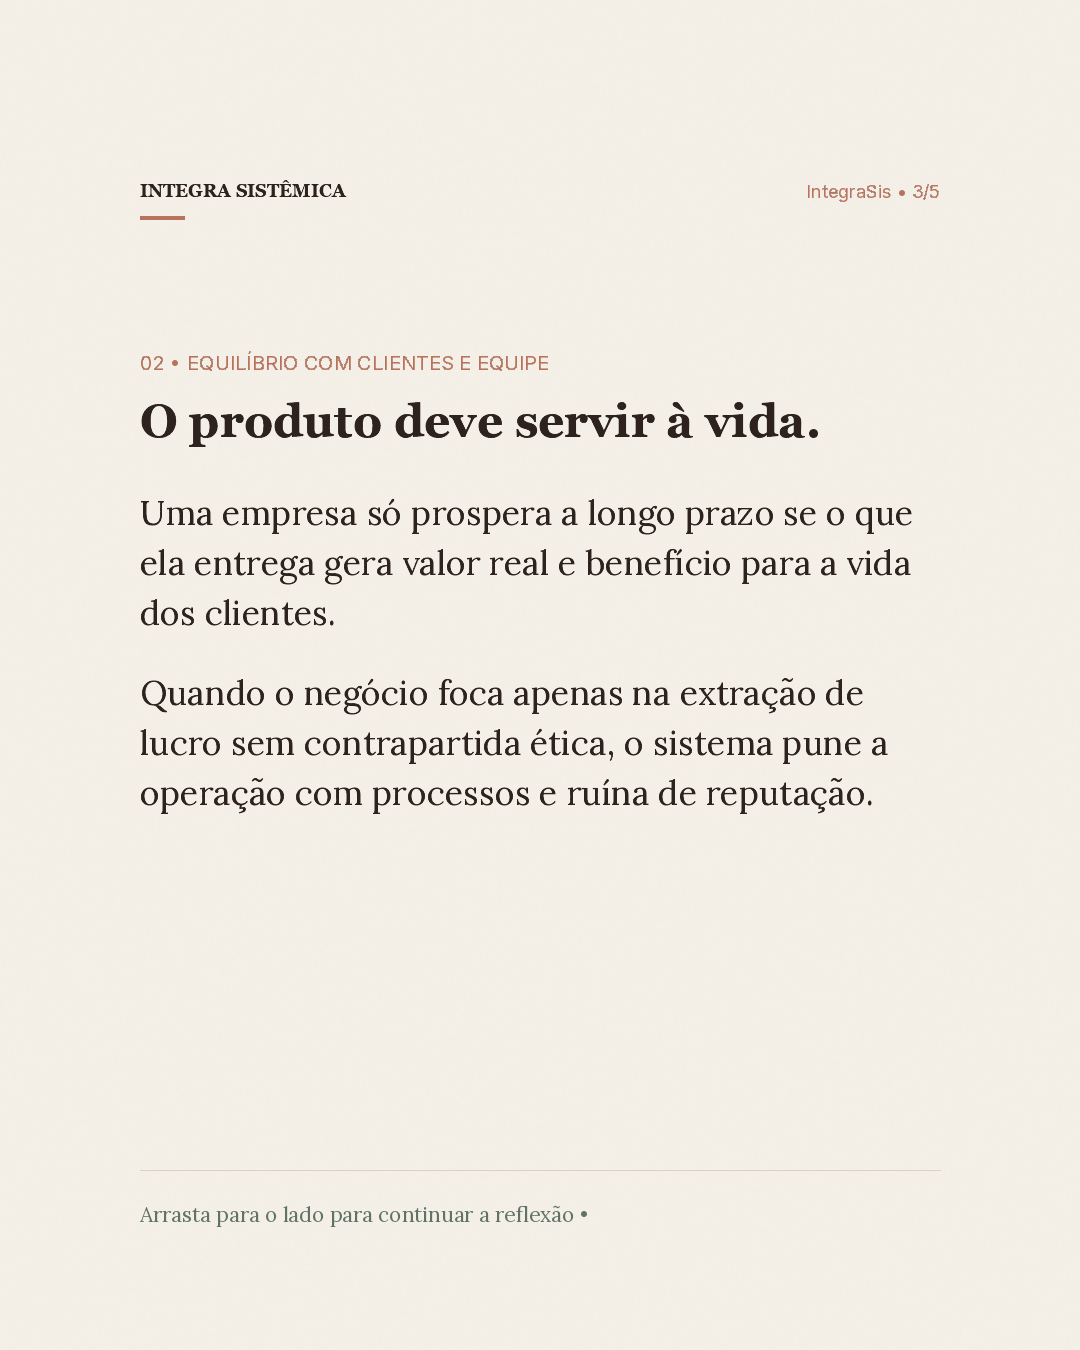 INTEGRA SISTÊMICA
IntegraSis • 3/5
02 • EQUILÍBRIO COM CLIENTES E EQUIPE
O produto deve servir à vida.
Uma empresa só prospera a longo prazo se o que
ela entrega gera valor real e benefício para a vida
dos clientes.
Quando o negócio foca apenas na extração de
lucro sem contrapartida ética, o sistema pune a
operação com processos e ruína de reputação.
Arrasta para o lado para continuar a reflexão •